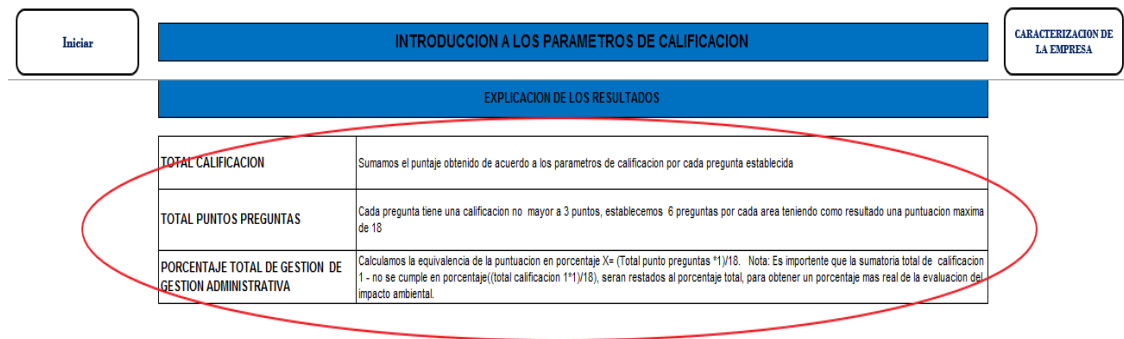 Iniciar
INTRODUCCION A LOS PARAMETROS DE CALIFICACION
CARACTERIZACION DE
LA EMPRESA
EXPLICACION DE LOS RESULTADOS
TOTAL CALIFICACION
Sumamos el puntaje obtenido de acuerdo a los parametros de calificacion por cada pregunta establecida
TOTAL PUNTOS PREGUNTAS
Cada pregunta tiene una calificacion no mayor a 3 puntos, establecemos 6 preguntas por cada area teniendo como resultado una puntuacion maxima
de 18
PORCENTAJE TOTAL DE GESTION DE
GESTION ADMINISTRATIVA
Calculamos la equivalencia de la puntuacion en porcentaje X= (Total punto preguntas *1)/18. Nota: Es importente que la sumatoria total de calificacion
1 - no se cumple en porcentaje((total calificacion 1*1)/18), seran restados al porcentaje total, para obtener un porcentaje mas real de la evaluacion del
impacto ambiental.